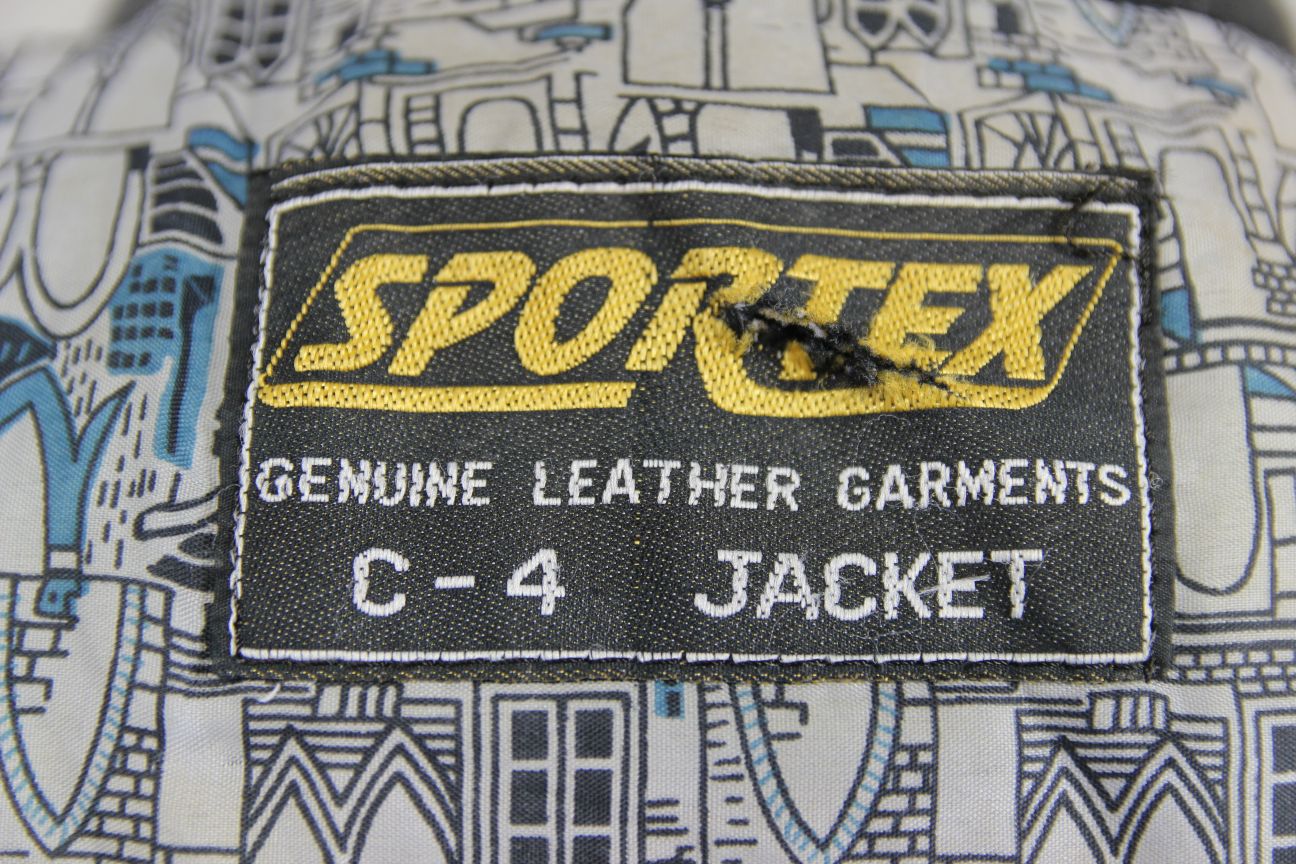 SPORTEX
GENUINE LEATHER GARMENTS
C-4 JACKET